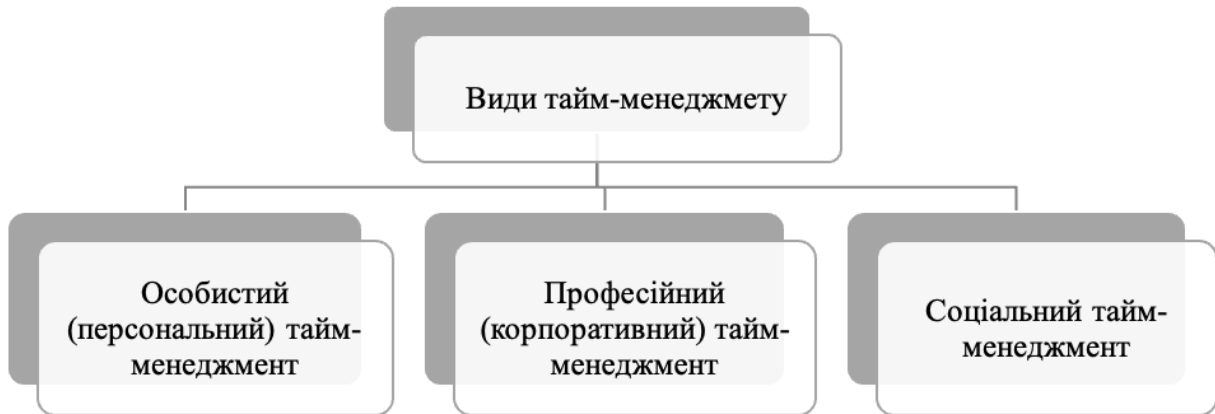 Види тайм-менеджмету
Особистий
(персональний) тайм-
менеджмент
Професійний
(корпоративний) тайм-
менеджмент
Соціальний тайм-
менеджмент